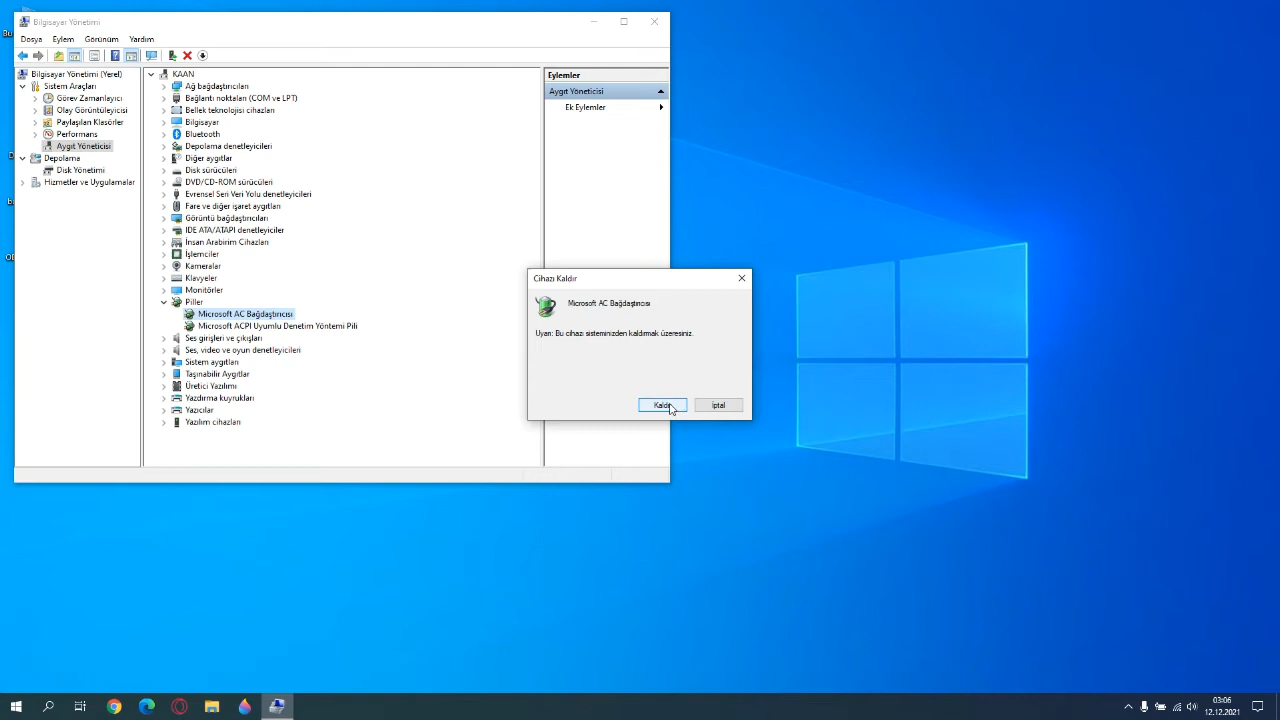 Bilgisayar Yönetimi
Dosya Eylem Görünüm Yardım
Bilgisayar Yönetimi (Yerel)
Sistem Araçları
Görev Zamanlayıcı
Olay Görüntüleyicisi
Paylaşılan Klasörler
Performans
Aygıt Yöneticisi
Depolama
Disk Yönetimi
Hizmetler ve Uygulamalar
KAAN
Ağ bağdaştırıcıları
Bağlantı noktaları (COM ve LPT)
Bellek teknolojisi cihazları
Bilgisayar
Bluetooth
Depolama denetleyicileri
Diğer aygıtlar
Disk sürücüleri
DVD/CD-ROM sürücüleri
Evrensel Seri Veri Yolu denetleyicileri
Fare ve diğer işaret aygıtları
Görüntü bağdaştırıcıları
IDE ATA/ATAPI denetleyiciler
İnsan Arabirim Cihazları
İşlemciler
Kameralar
Klavyeler
Monitörler
Piller
Microsoft AC Bağdaştırıcısı
Microsoft ACPI Uyumlu Denetim Yöntemi Pili
Ses girişleri ve çıkışları
Ses, video ve oyun denetleyicileri
Sistem aygıtları
Taşınabilir Aygıtlar
Üretici Yazılımı
Yazdırma kuyrukları
Yazıcılar
Yazılım cihazları
Eylemler
Aygıt Yöneticisi
Ek Eylemler
Cihazı Kaldır
Microsoft AC Bağdaştırıcısı
Uyarı: Bu cihazı sisteminizden kaldırmak üzeresiniz.
Kaldır İptal
03:06
12.12.2021